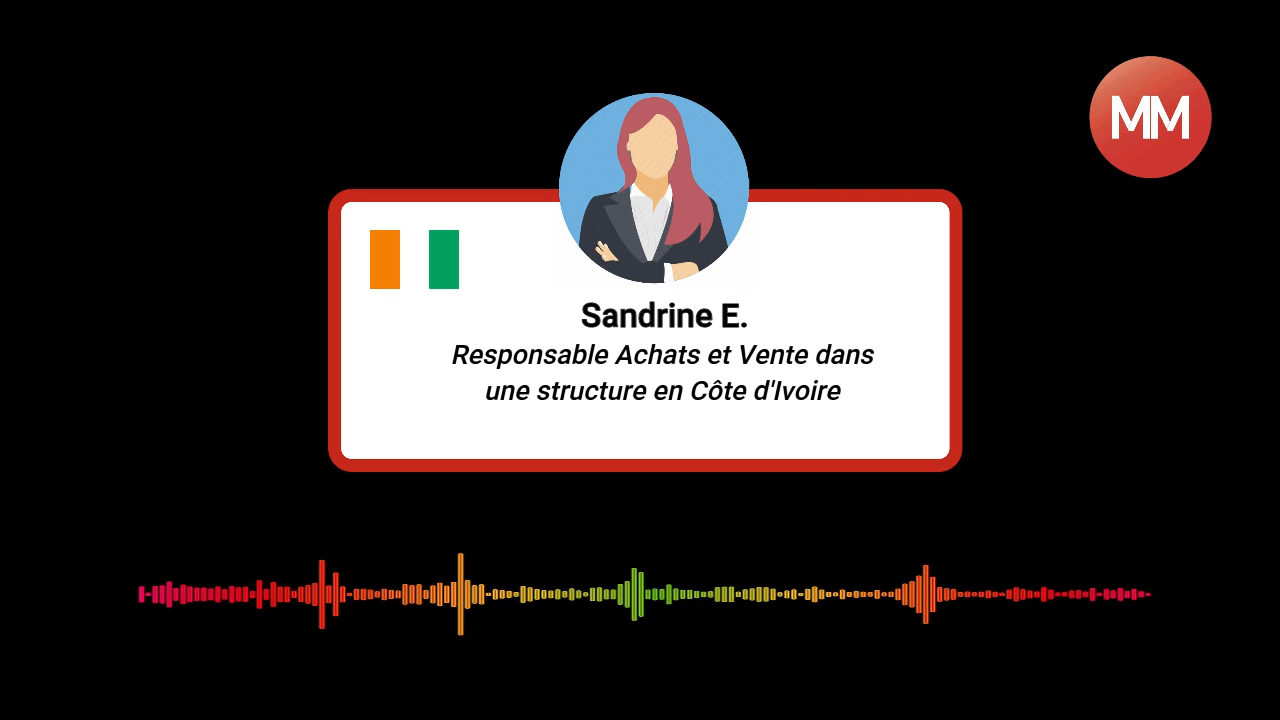 MM
Sandrine E.
Responsable Achats et Vente dans
une structure en Côte d'Ivoire